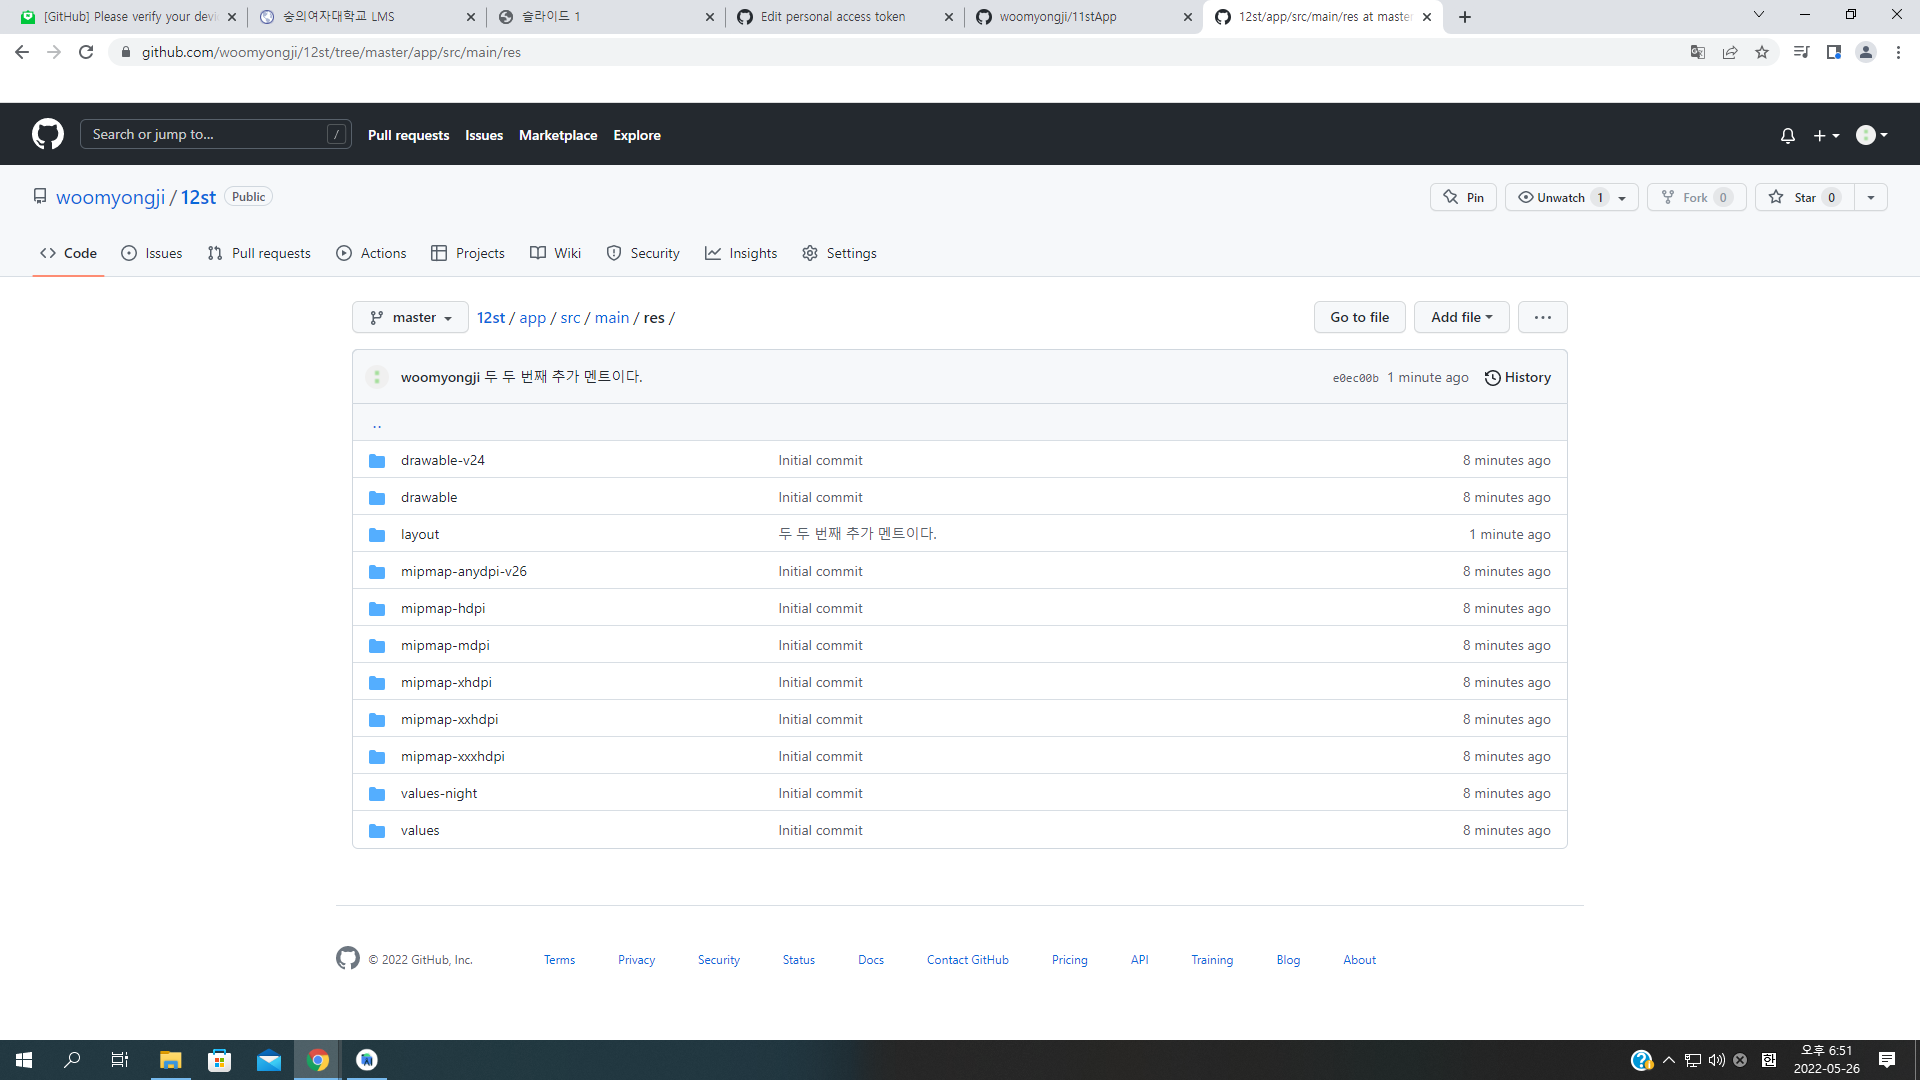 [GitHub] Please verify your devi
숭의여자대학교 LMS
슬라이드 1
Edit personal access token
woomyongji/11stApp
12st/app/src/main/res at master
github.com/woomyongji/12st/tree/master/app/src/main/res
Search or jump to... /
Pull requests
Issues
Marketplace
Explore
woomyongji / 12st Public
Pin
Unwatch 1
Fork 0
Star 0
Code
Issues
Pull requests
Actions
Projects
Wiki
Security
Insights
Settings
master
12st / app / src / main / res /
Go to file
Add file
woomyongji 두 두 번째 추가 멘트이다.
e0ec00b 1 minute ago
History
..
drawable-v24 Initial commit 8 minutes ago
drawable Initial commit 8 minutes ago
layout 두 두 번째 추가 멘트이다. 1 minute ago
mipmap-anydpi-v26 Initial commit 8 minutes ago
mipmap-hdpi Initial commit 8 minutes ago
mipmap-mdpi Initial commit 8 minutes ago
mipmap-xhdpi Initial commit 8 minutes ago
mipmap-xxhdpi Initial commit 8 minutes ago
mipmap-xxxhdpi Initial commit 8 minutes ago
values-night Initial commit 8 minutes ago
values Initial commit 8 minutes ago
© 2022 GitHub, Inc.
Terms
Privacy
Security
Status
Docs
Contact GitHub
Pricing
API
Training
Blog
About
오후 6:51
2022-05-26